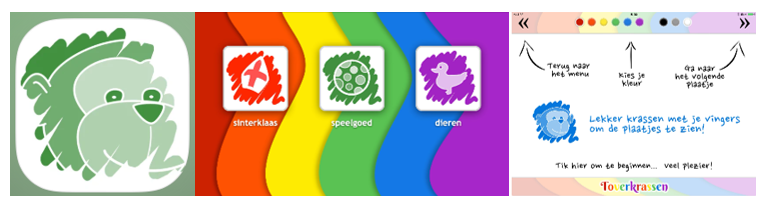 sinterklaas
speelgoed
dieren
« »
Terug naar
het menu
Kies je
kleur
Ga naar
het volgende
plaatje
Lekker krassen met je vingers
om de plaatjes te zien!
Tik hier om te beginnen... veel plezier!
Toverkrassen